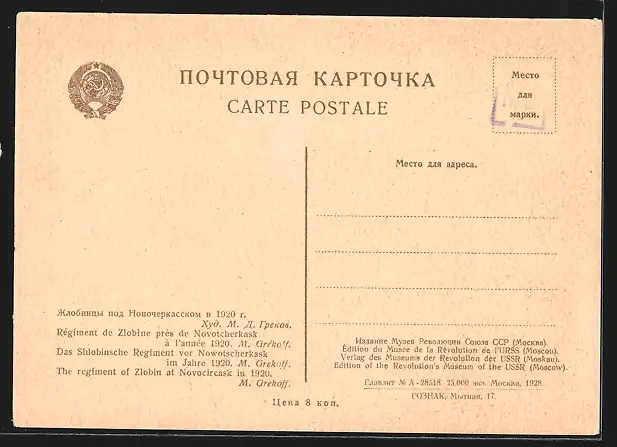 ПОЧТОВАЯ КАРТОЧКА
CARTE POSTALE
Место
для
марки.
Место для адреса.
Жлобинцы под Новочеркасском в 1920 г.
Худ. М. Д. Греков.
Régiment de Zlobine près de Novotcherkask
à l'année 1920. M. Grékoff.
Das Shlobinsche Regiment vor Nowotscherkask
im Jahre 1920. M. Grekoff.
The regiment of Zlobin at Novocircask in 1920.
M. Grekoff.
Цена 8 коп.
Издание Музея Революции Союза ССР (Москва).
Édition du Musée de la Révolution de l'URSS (Moscou).
Verlag des Museums der Revolution der USSR (Moskau).
Edition of the Revolution's Museum of the USSR (Moscow).
Главлит № А-28518. 25.000 экз. Москва, 1928.
ГОЗНАК, Мытная, 17.